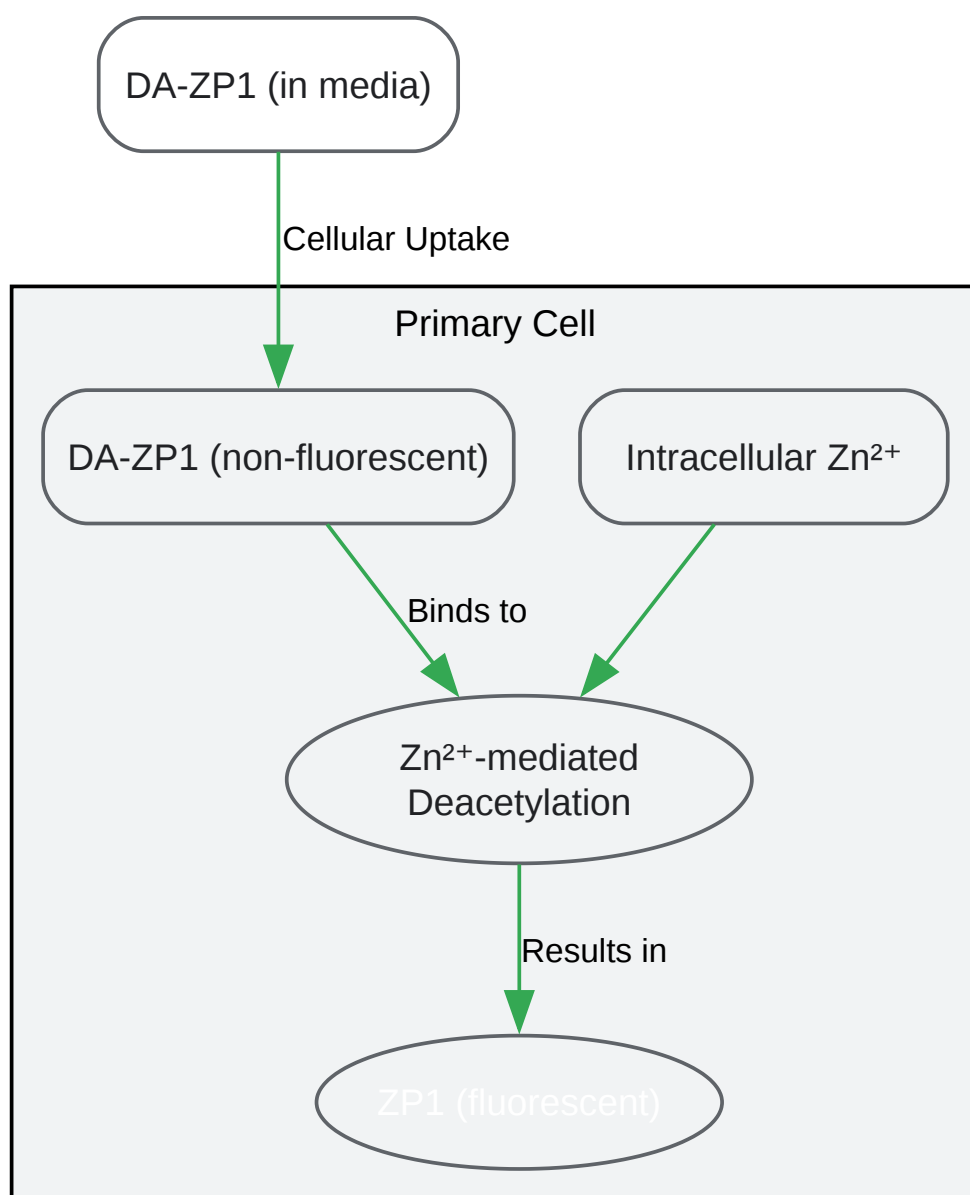 DA-ZP1 (in media)
Cellular Uptake
Primary Cell
DA-ZP1 (non-fluorescent)
Intracellular Zn²⁺
Binds to
Zn²⁺-mediated
Deacetylation
Results in
ZP1 (fluorescent)